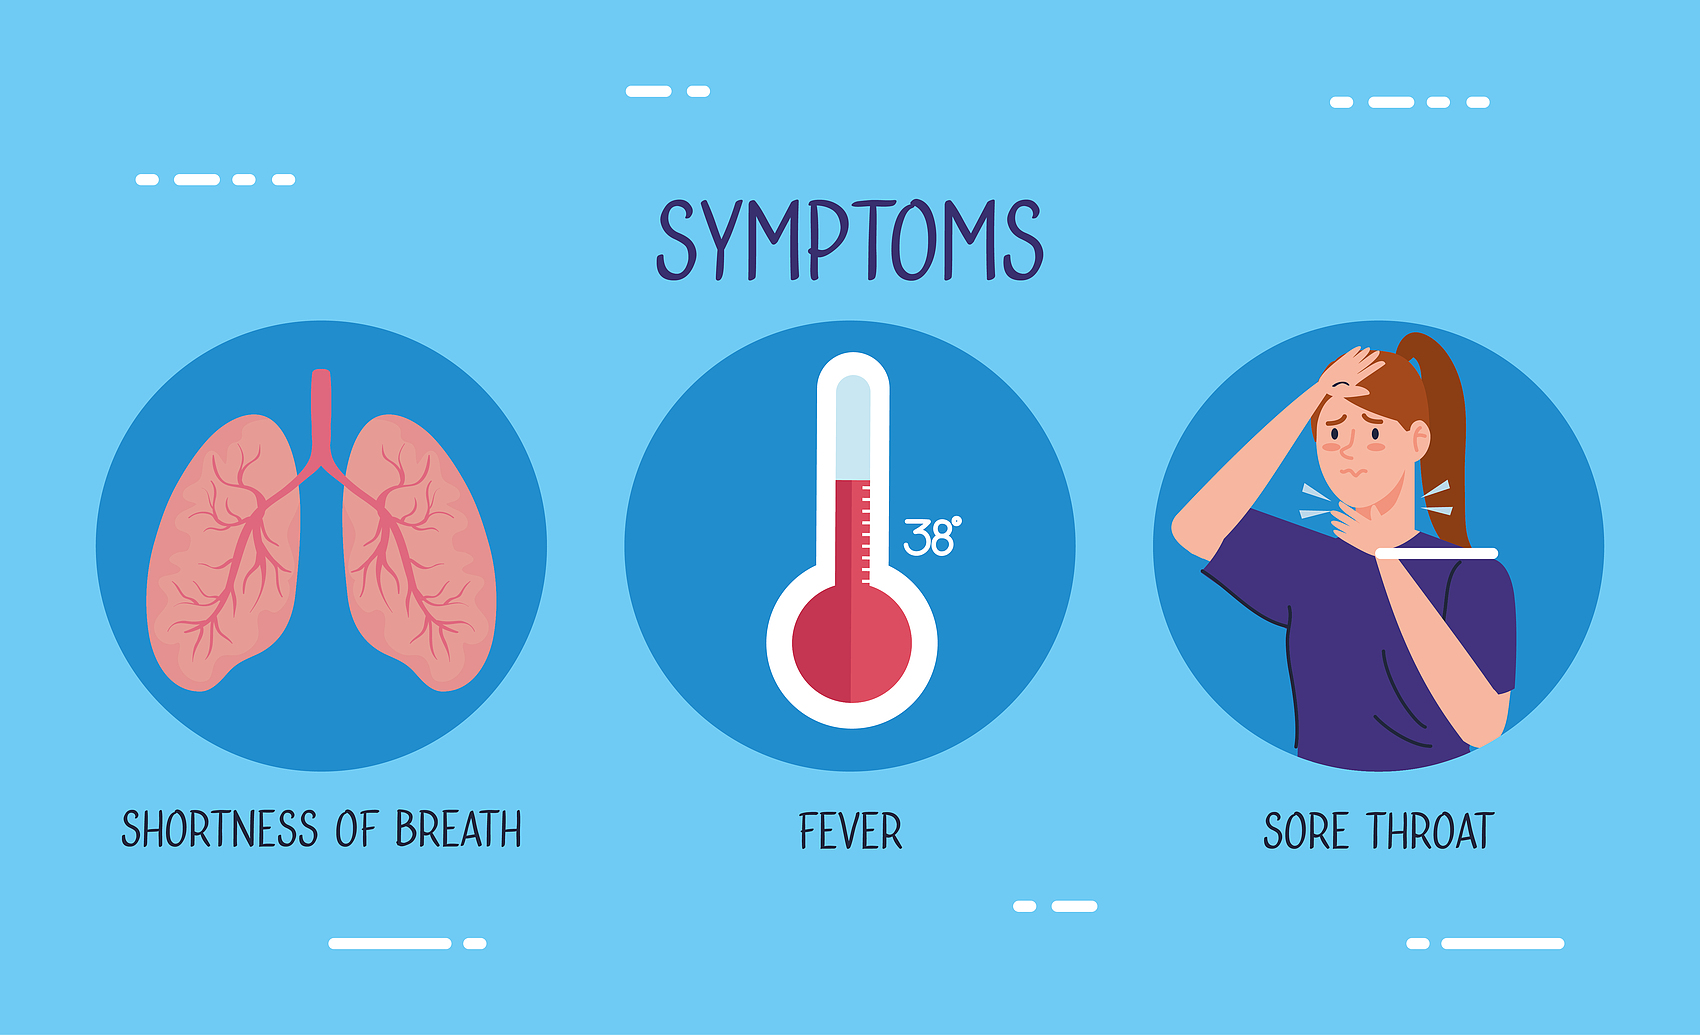 SYMPTOMS
38°
SHORTNESS OF BREATH
FEVER
SORE THROAT